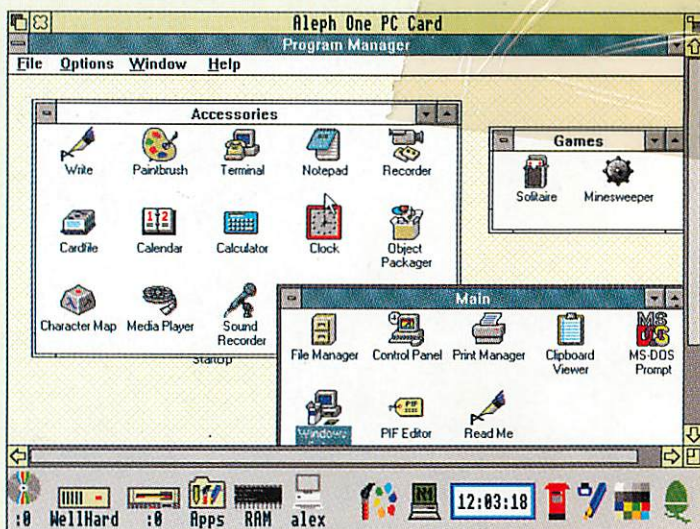 Aleph One PC Card
Program Manager
File Options Window Help
Accessories
Write Paintbrush Terminal Notepad Recorder
Cardfile Calendar Calculator Clock Object Packager
Character Map Media Player Sound Recorder
StartUp
Games
Solitaire Minesweeper
Main
File Manager Control Panel Print Manager Clipboard Viewer MS-DOS Prompt
Windows
PIF Editor Read Me
:0 WellHard :0 Apps RAM alex
12:03:18